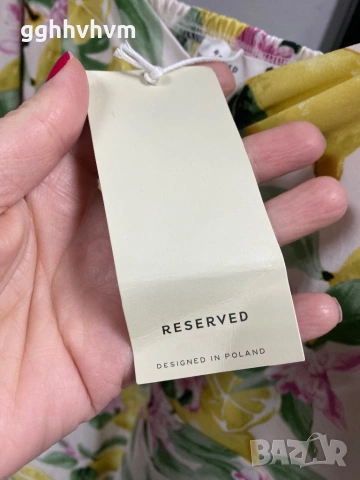 gghhvhvm
RESERVED
DESIGNED IN POLAND
BAZAR